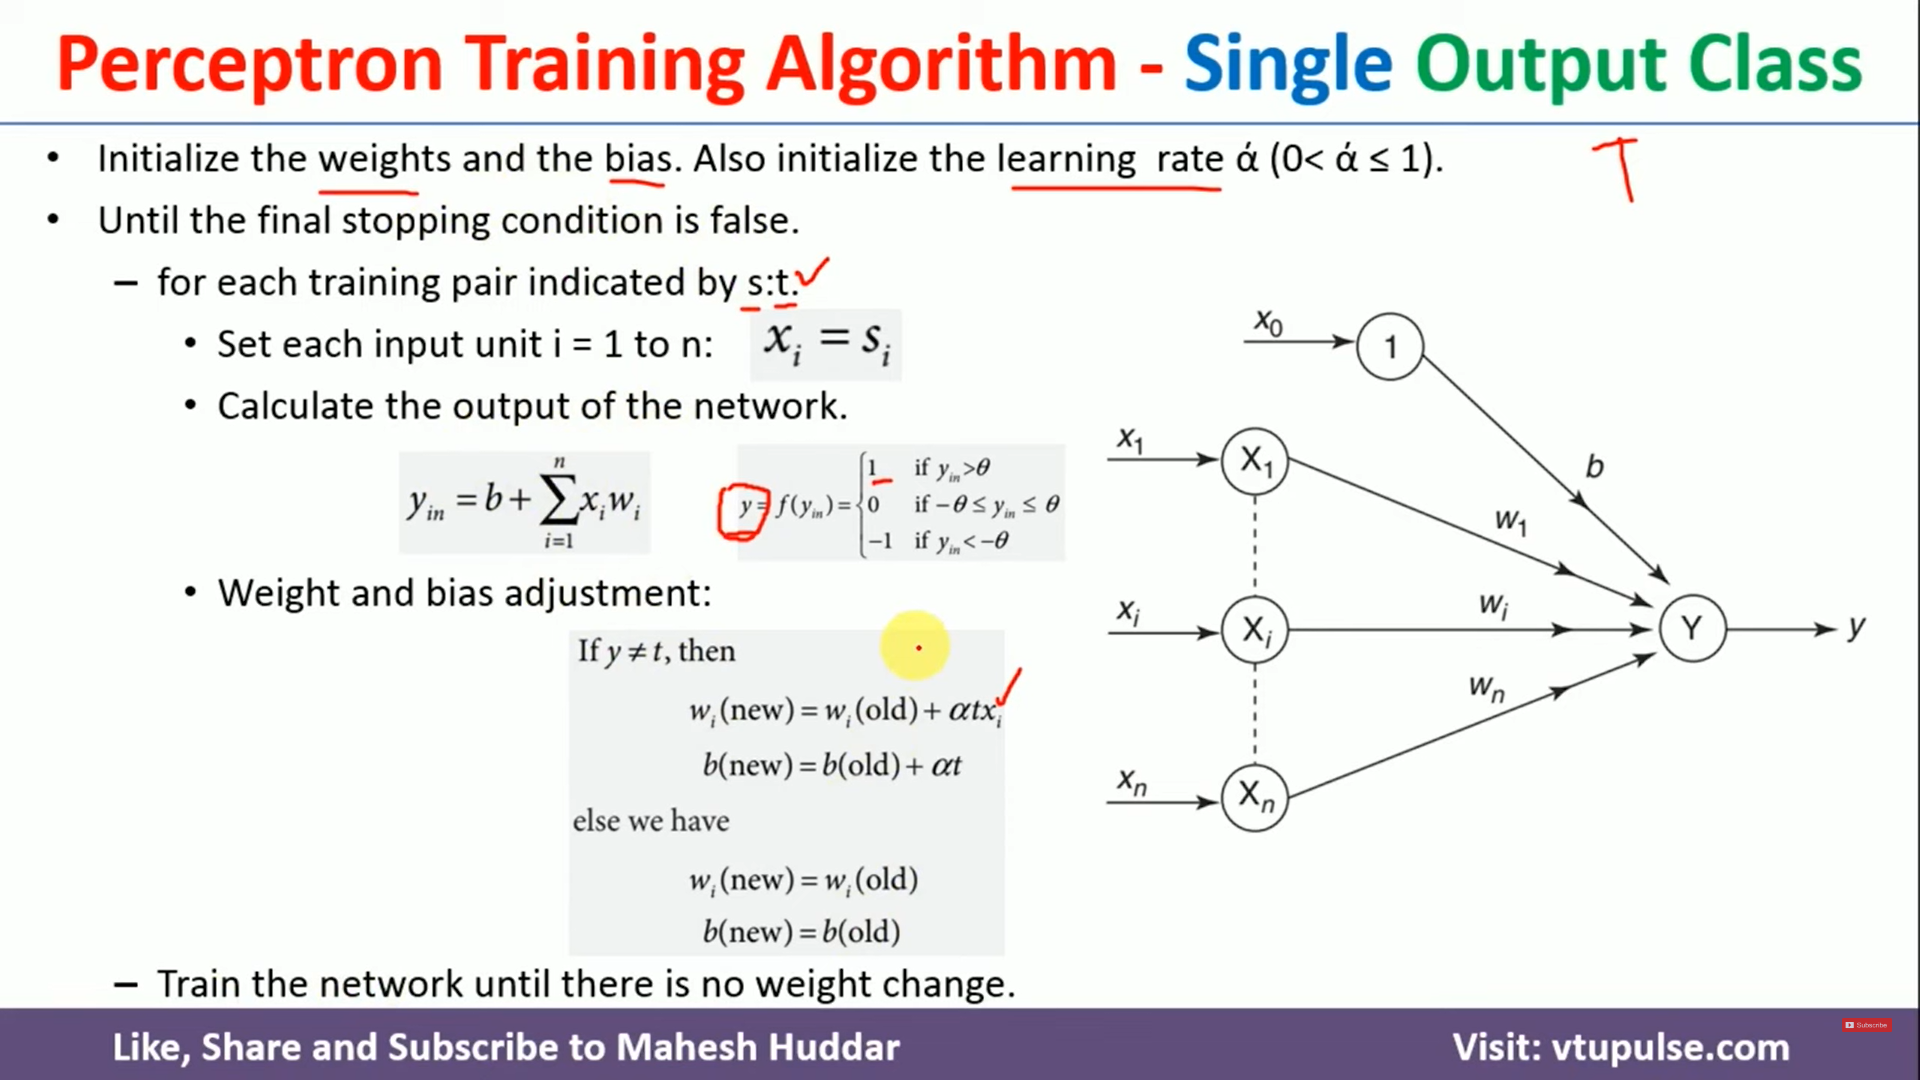 Perceptron Training Algorithm - Single Output Class
• Initialize the weights and the bias. Also initialize the learning rate ά (0< ά ≤ 1).
T
• Until the final stopping condition is false.
– for each training pair indicated by s:t.
• Set each input unit i = 1 to n: xᵢ = sᵢ
• Calculate the output of the network.
yᵢₙ = b + ∑ⁿᵢ₌₁ xᵢwᵢ
y = f(yᵢₙ) = { 1 if yᵢₙ > θ
0 if −θ ≤ yᵢₙ ≤ θ
−1 if yᵢₙ < −θ
• Weight and bias adjustment:
If y ≠ t, then
wᵢ(new) = wᵢ(old) + αtxᵢ
b(new) = b(old) + αt
else we have
wᵢ(new) = wᵢ(old)
b(new) = b(old)
– Train the network until there is no weight change.
x₀
1
x₁
X₁
b
w₁
xᵢ
Xᵢ
wᵢ
Y
y
wₙ
xₙ
Xₙ
Like, Share and Subscribe to Mahesh Huddar
Visit: vtupulse.com
Subscribe